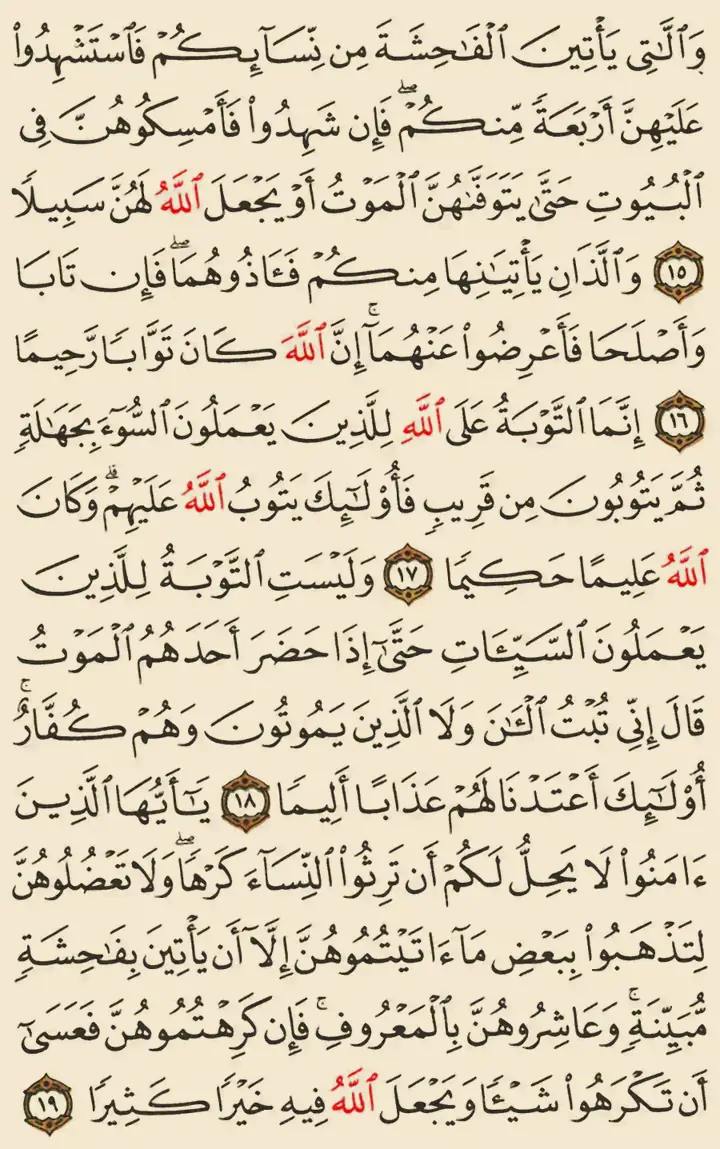 وَٱلَّـٰتِى يَأْتِينَ ٱلْفَـٰحِشَةَ مِن نِّسَآئِكُمْ فَٱسْتَشْهِدُوا۟
عَلَيْهِنَّ أَرْبَعَةً مِّنكُمْ ۖ فَإِن شَهِدُوا۟ فَأَمْسِكُوهُنَّ فِى
ٱلْبُيُوتِ حَتَّىٰ يَتَوَفَّىٰهُنَّ ٱلْمَوْتُ أَوْ يَجْعَلَ ٱللَّهُ لَهُنَّ سَبِيلًا
١٥ وَٱلَّذَانِ يَأْتِيَـٰنِهَا مِنكُمْ فَـَٔاذُوهُمَا ۖ فَإِن تَابَا
وَأَصْلَحَا فَأَعْرِضُوا۟ عَنْهُمَآ ۗ إِنَّ ٱللَّهَ كَانَ تَوَّابًا رَّحِيمًا
١٦ إِنَّمَا ٱلتَّوْبَةُ عَلَى ٱللَّهِ لِلَّذِينَ يَعْمَلُونَ ٱلسُّوٓءَ بِجَهَـٰلَةٍ
ثُمَّ يَتُوبُونَ مِن قَرِيبٍ فَأُو۟لَـٰٓئِكَ يَتُوبُ ٱللَّهُ عَلَيْهِمْ ۗ وَكَانَ
ٱللَّهُ عَلِيمًا حَكِيمًا ١٧ وَلَيْسَتِ ٱلتَّوْبَةُ لِلَّذِينَ
يَعْمَلُونَ ٱلسَّيِّـَٔاتِ حَتَّىٰٓ إِذَا حَضَرَ أَحَدَهُمُ ٱلْمَوْتُ
قَالَ إِنِّى تُبْتُ ٱلْـَٔـٰنَ وَلَا ٱلَّذِينَ يَمُوتُونَ وَهُمْ كُفَّارٌ ۚ
أُو۟لَـٰٓئِكَ أَعْتَدْنَا لَهُمْ عَذَابًا أَلِيمًا ١٨ يَـٰٓأَيُّهَا ٱلَّذِينَ
ءَامَنُوا۟ لَا يَحِلُّ لَكُمْ أَن تَرِثُوا۟ ٱلنِّسَآءَ كَرْهًا ۖ وَلَا تَعْضُلُوهُنَّ
لِتَذْهَبُوا۟ بِبَعْضِ مَآ ءَاتَيْتُمُوهُنَّ إِلَّآ أَن يَأْتِينَ بِفَـٰحِشَةٍ
مُّبَيِّنَةٍ ۚ وَعَاشِرُوهُنَّ بِٱلْمَعْرُوفِ ۚ فَإِن كَرِهْتُمُوهُنَّ فَعَسَىٰٓ
أَن تَكْرَهُوا۟ شَيْـًٔا وَيَجْعَلَ ٱللَّهُ فِيهِ خَيْرًا كَثِيرًا ١٩